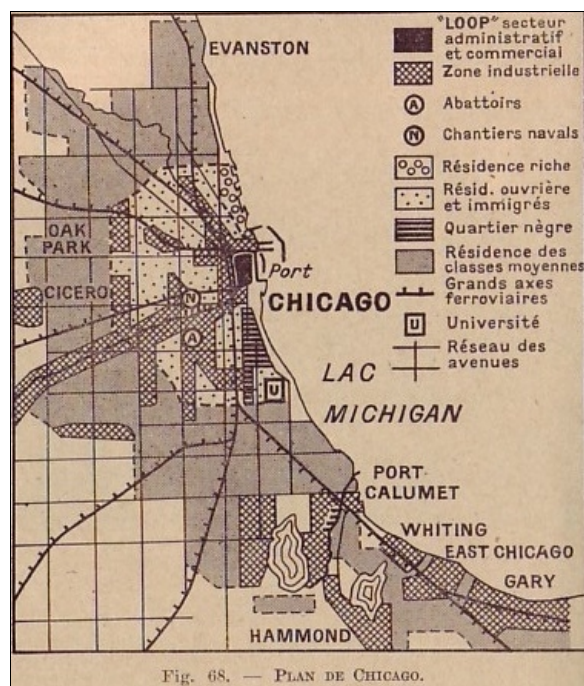 EVANSTON
"LOOP" secteur
administratif
et commercial
Zone industrielle
A
Abattoirs
N
Chantiers navals
Résidence riche
Résid. ouvrière
et immigrés
Quartier nègre
Résidence des
classes moyennes
Grands axes
ferroviaires
U
Université
Réseau des
avenues
OAK
PARK
CICERO
Port
CHICAGO
N
A
U
LAC
MICHIGAN
PORT
CALUMET
WHITING
EAST CHICAGO
GARY
HAMMOND
Fig. 68. — PLAN DE CHICAGO.